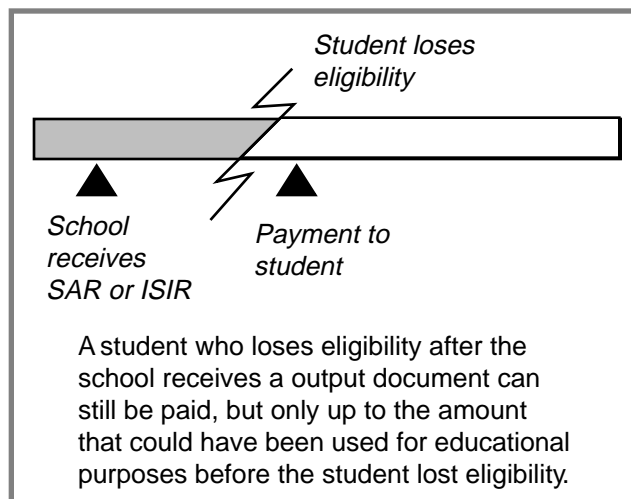 Student loses
eligibility
School
receives
SAR or ISIR
Payment to
student
A student who loses eligibility after the
school receives a output document can
still be paid, but only up to the amount
that could have been used for educational
purposes before the student lost eligibility.